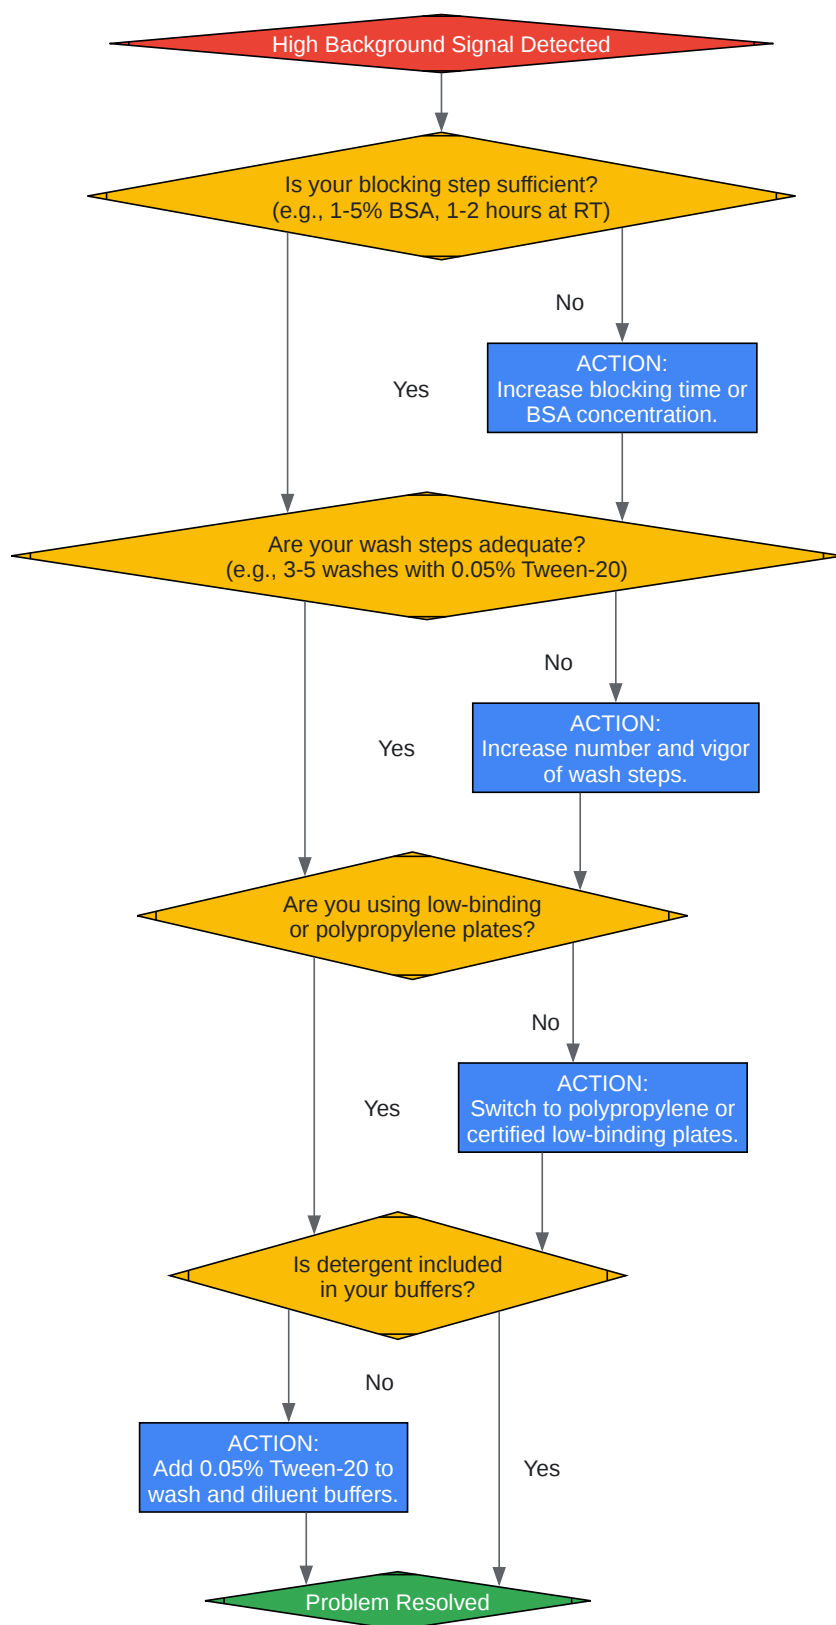 High Background Signal Detected
Is your blocking step sufficient?
(e.g., 1-5% BSA, 1-2 hours at RT)
No
Yes
ACTION:
Increase blocking time or
BSA concentration.
Are your wash steps adequate?
(e.g., 3-5 washes with 0.05% Tween-20)
No
Yes
ACTION:
Increase number and vigor
of wash steps.
Are you using low-binding
or polypropylene plates?
No
Yes
ACTION:
Switch to polypropylene or
certified low-binding plates.
Is detergent included
in your buffers?
No
ACTION:
Add 0.05% Tween-20 to
wash and diluent buffers.
Yes
Problem Resolved